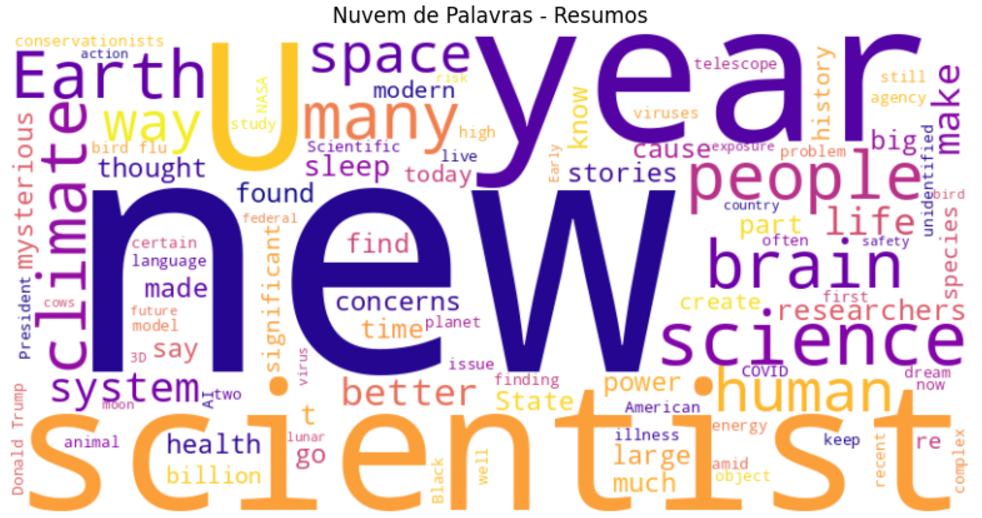 Nuvem de Palavras - Resumos
conservationists
action
Earth
U
space
year
telescope
still
agency
NASA
risk
modern
study
way
many
high
know
viruses
history
make
bird flu
Scientific
live
Early
cause
exposure
problem
big
unidentified
mysterious
climate
thought
sleep
today
stories
people
bird
found
federal
new
country
part
life
species
certain
language
significant
find
often
safety
brain
made
concerns
create
first
researchers
President
cows
future
model
time
planet
3D
say
virus
issue
science
system
moon
AI
two
better
finding
State
power
COVID
human
dream
now
Donald Trump
scientist
t
American
energy
animal
health
lunar
go
illness
large
keep
recent
re
complex
billion
Black
well
much
amid
object